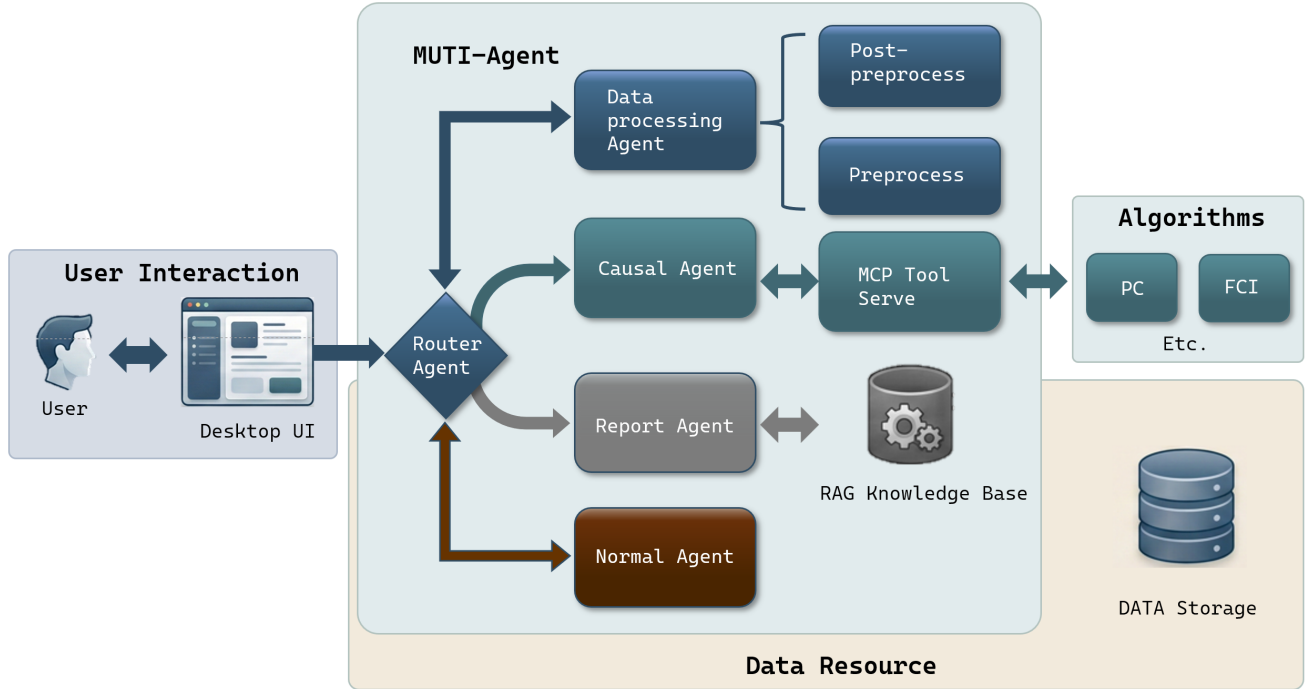 MUTI-Agent
Post-
preprocess
Data
processing
Agent
Preprocess
Algorithms
User Interaction
Causal Agent
MCP Tool
Serve
PC
FCI
Etc.
Router
Agent
User
Desktop UI
Report Agent
RAG Knowledge Base
Normal Agent
DATA Storage
Data Resource